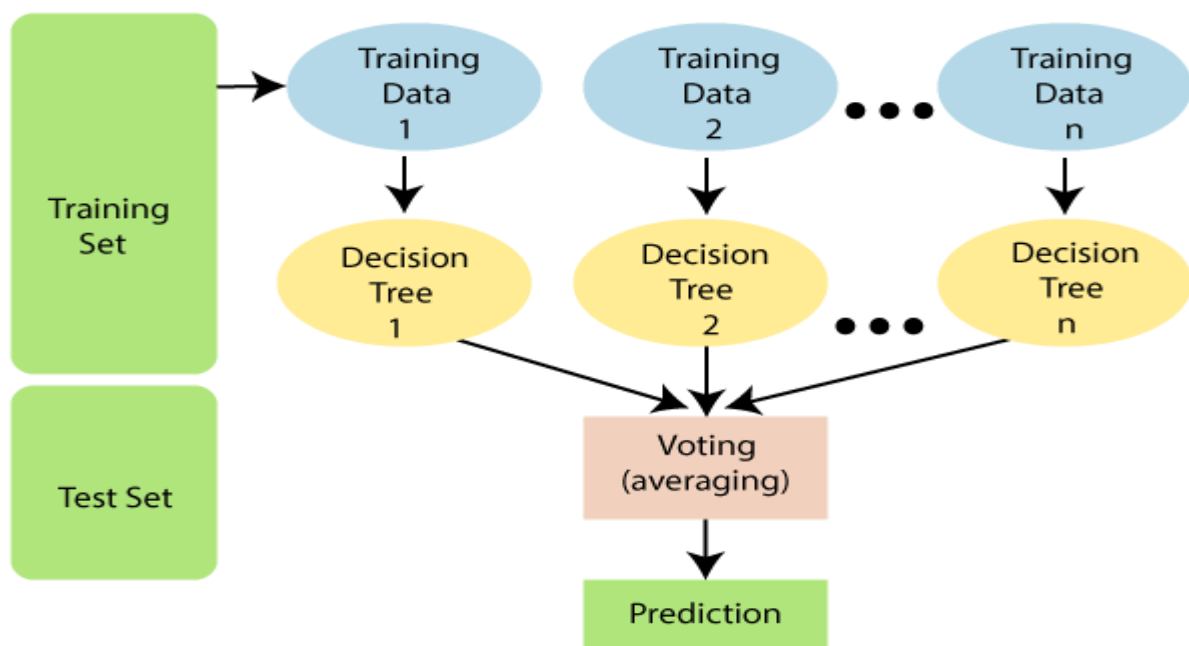 Training
Set
Test Set
Training
Data
1
Training
Data
2
Training
Data
n
Decision
Tree
1
Decision
Tree
2
Decision
Tree
n
Voting
(averaging)
Prediction